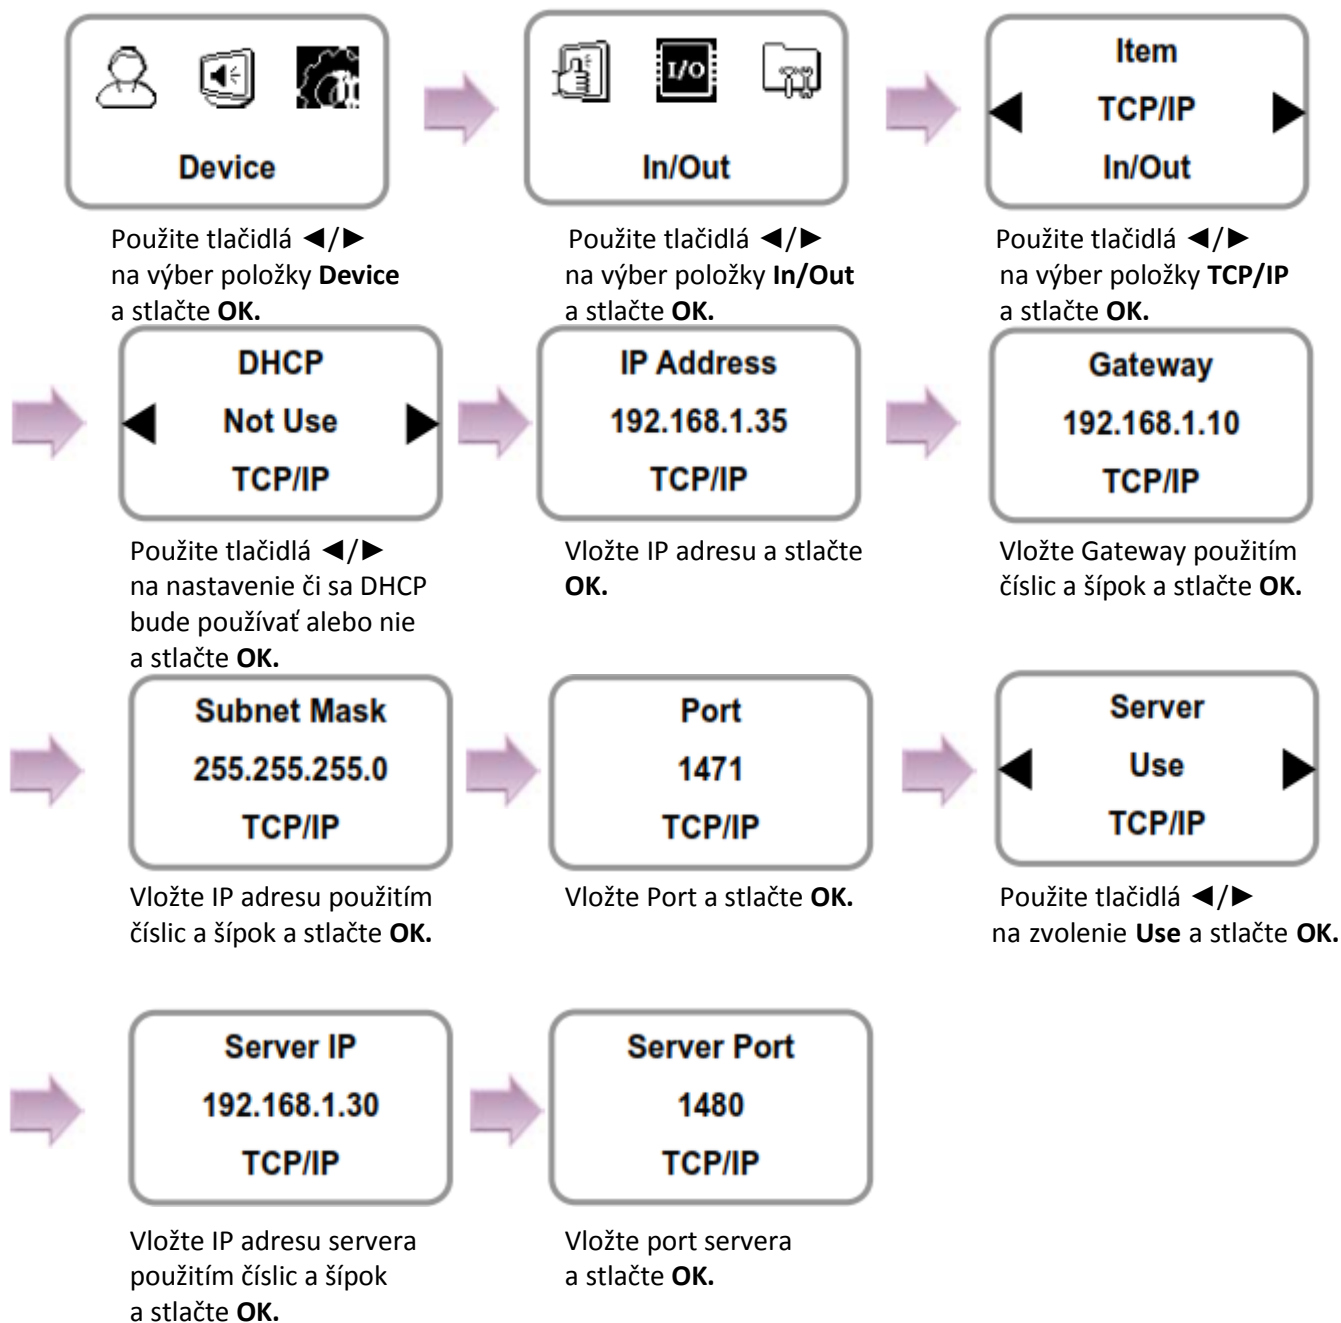 Device
I/O
In/Out
Item
TCP/IP
In/Out
Použite tlačidlá ◄/►
na výber položky Device
a stlačte OK.
Použite tlačidlá ◄/►
na výber položky In/Out
a stlačte OK.
Použite tlačidlá ◄/►
na výber položky TCP/IP
a stlačte OK.
DHCP
Not Use
TCP/IP
IP Address
192.168.1.35
TCP/IP
Gateway
192.168.1.10
TCP/IP
Použite tlačidlá ◄/►
na nastavenie či sa DHCP
bude používať alebo nie
a stlačte OK.
Vložte IP adresu a stlačte
OK.
Vložte Gateway použitím
číslic a šípok a stlačte OK.
Subnet Mask
255.255.255.0
TCP/IP
Port
1471
TCP/IP
Server
Use
TCP/IP
Vložte IP adresu použitím
číslic a šípok a stlačte OK.
Vložte Port a stlačte OK.
Použite tlačidlá ◄/►
na zvolenie Use a stlačte OK.
Server IP
192.168.1.30
TCP/IP
Server Port
1480
TCP/IP
Vložte IP adresu servera
použitím číslic a šípok
a stlačte OK.
Vložte port servera
a stlačte OK.